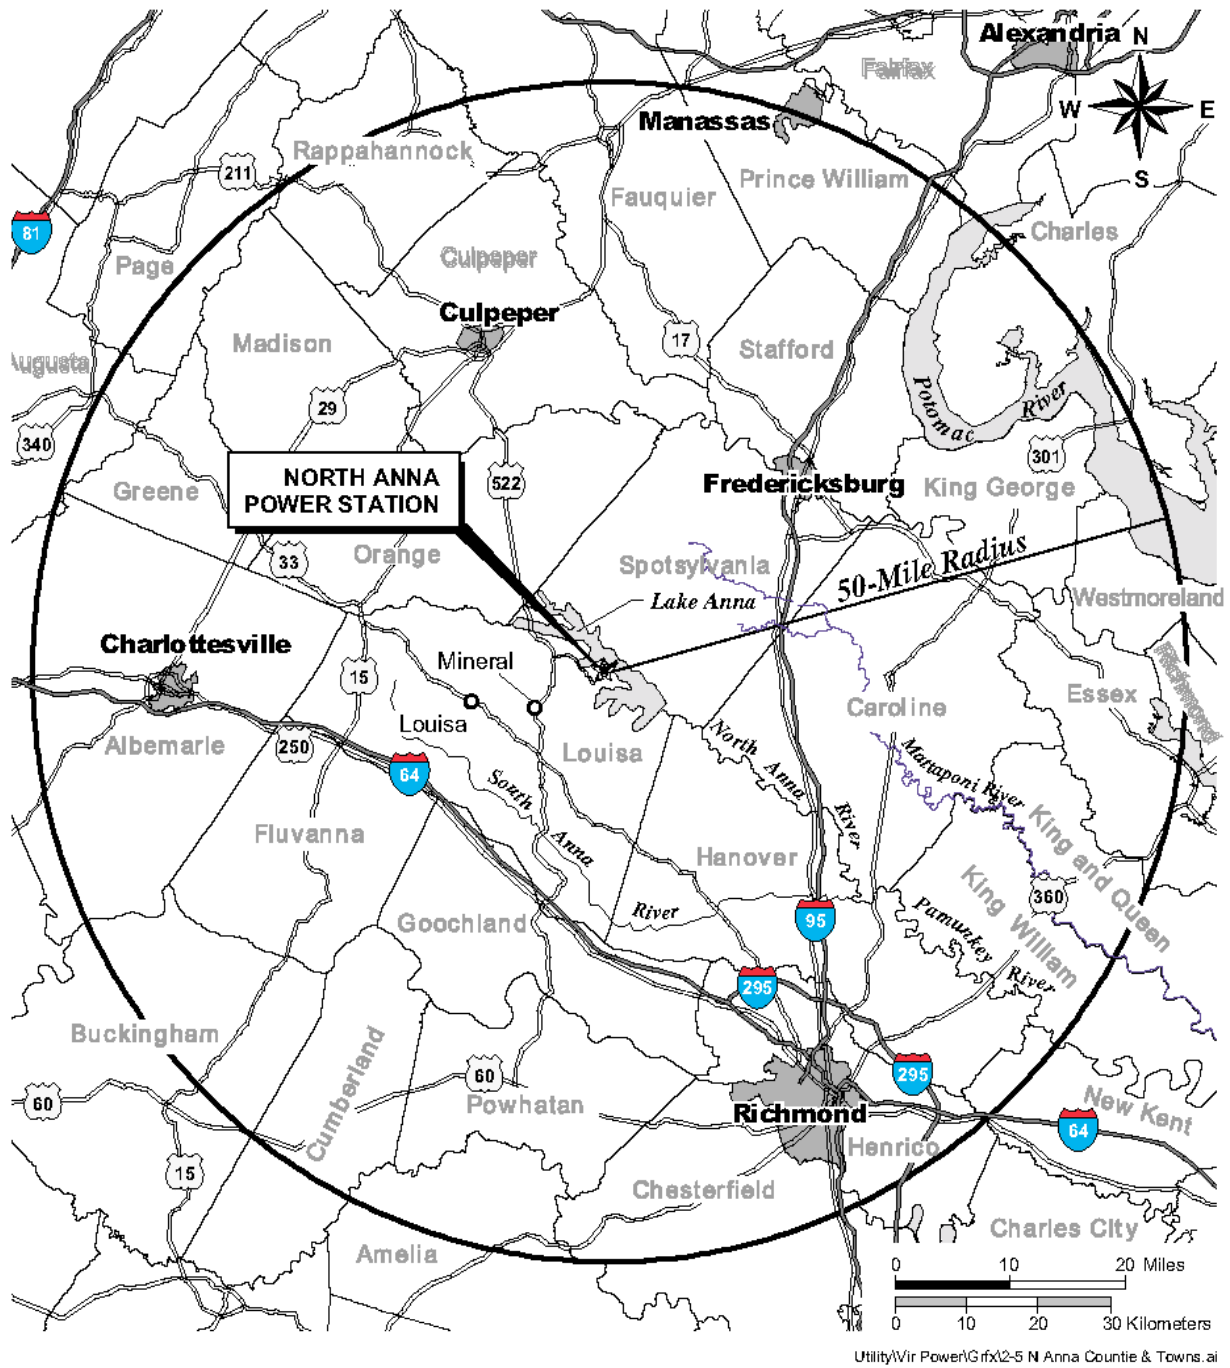 Alexandria
N
Fairfax
W
E
Manassas
Rappahannock
211
S
Prince William
Fauquier
81
Charles
Page
Culpeper
Culpeper
Madison
17
Stafford
Augusta
29
Potomac
River
340
301
NORTH ANNA
POWER STATION
522
Fredericksburg
King George
Greene
33
Orange
Spotsylvania
50-Mile Radius
Lake Anna
Westmoreland
Charlottesville
Mineral
15
Richmond
Essex
Caroline
Louisa
Albemarle
250
Louisa
North
Anna
River
64
Mattaponi River
South
Anna
River
Fluvanna
Hanover
King and Queen
King William
360
Goochland
95
Pamunkey
River
295
Buckingham
Cumberland
60
295
60
Powhatan
Richmond
New Kent
64
Henrico
15
Chesterfield
Charles City
Amelia
0 10 20 Miles
0 10 20 30 Kilometers
Utility\Vir Power\Grfx\2-5 N Anna Countie & Towns.ai